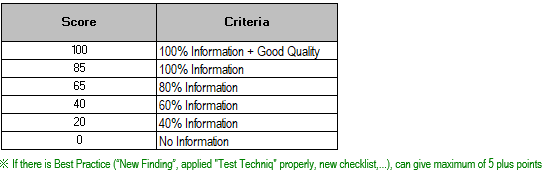 Score Criteria
100 100% Information + Good Quality
85 100% Information
65 80% Information
40 60% Information
20 40% Information
0 No Information
※ If there is Best Practice ("New Finding", applied "Test Techniq" properly, new checklist,...), can give maximum of 5 plus points